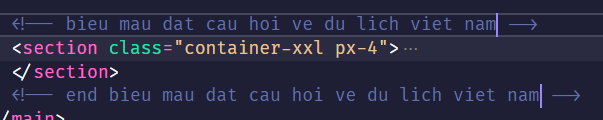 <!-- bieu mau dat cau hoi ve du lich viet nam -->
<section class="container-xxl px-4">...
</section>
<!-- end bieu mau dat cau hoi ve du lich viet nam -->
/main>